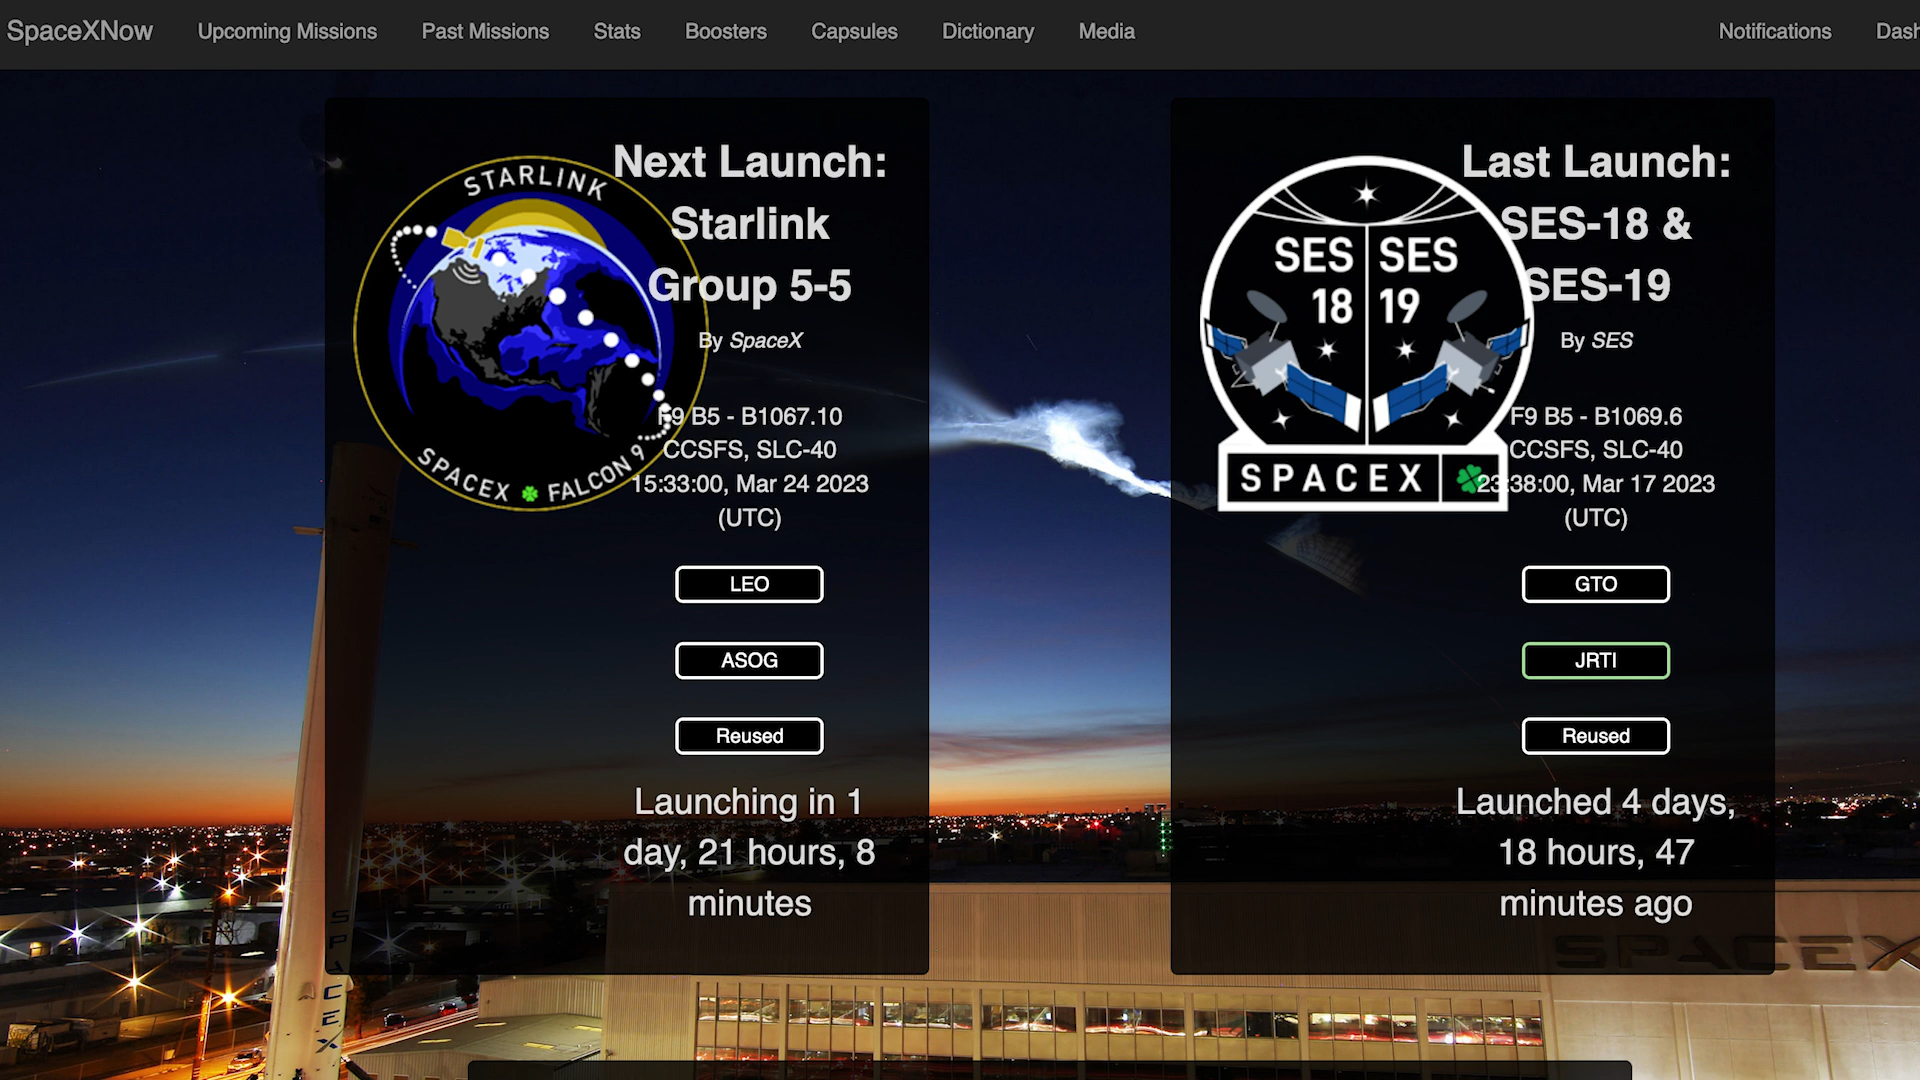 SpaceXNow Upcoming Missions Past Missions Stats Boosters Capsules Dictionary Media Notifications Dash
STARLINK
SPACEX FALCON 9
Next Launch:
Starlink
Group 5-5
By SpaceX
F9 B5 - B1067.10
CCSFS, SLC-40
15:33:00, Mar 24 2023
(UTC)
LEO
ASOG
Reused
Launching in 1
day, 21 hours, 8
minutes
SES SES
18 19
SPACEX
Last Launch:
SES-18 &
SES-19
By SES
F9 B5 - B1069.6
CCSFS, SLC-40
23:38:00, Mar 17 2023
(UTC)
GTO
JRTI
Reused
Launched 4 days,
18 hours, 47
minutes ago
SPACEX
SPACEX